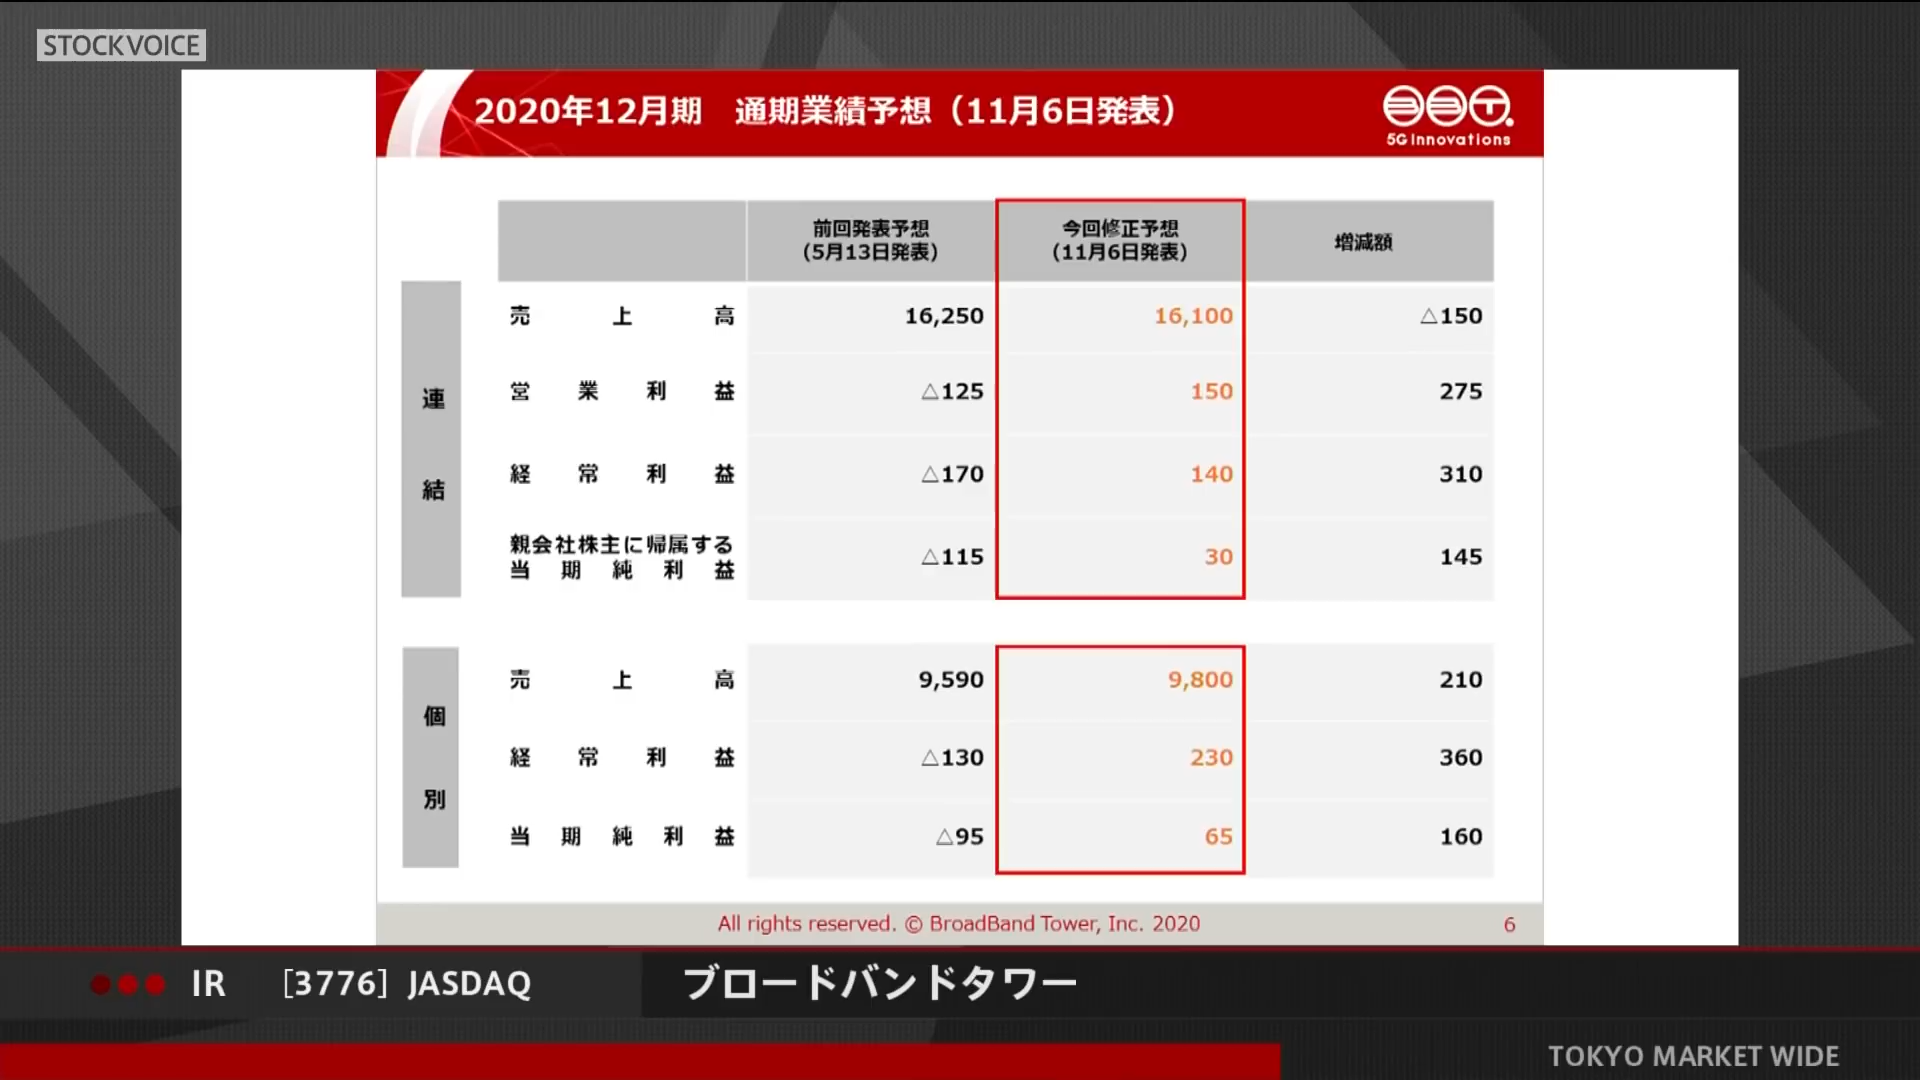 STOCKVOICE
2020年12月期　通期業績予想（11月6日発表）
BBT.
5G Innovations
前回発表予想
（5月13日発表）
今回修正予想
（11月6日発表）
増減額
連結
売上高 16,250 16,100 △150
営業利益 △125 150 275
経常利益 △170 140 310
親会社株主に帰属する
当期純利益 △115 30 145
個別
売上高 9,590 9,800 210
経常利益 △130 230 360
当期純利益 △95 65 160
All rights reserved. © BroadBand Tower, Inc. 2020
6
IR [3776] JASDAQ ブロードバンドタワー
TOKYO MARKET WIDE